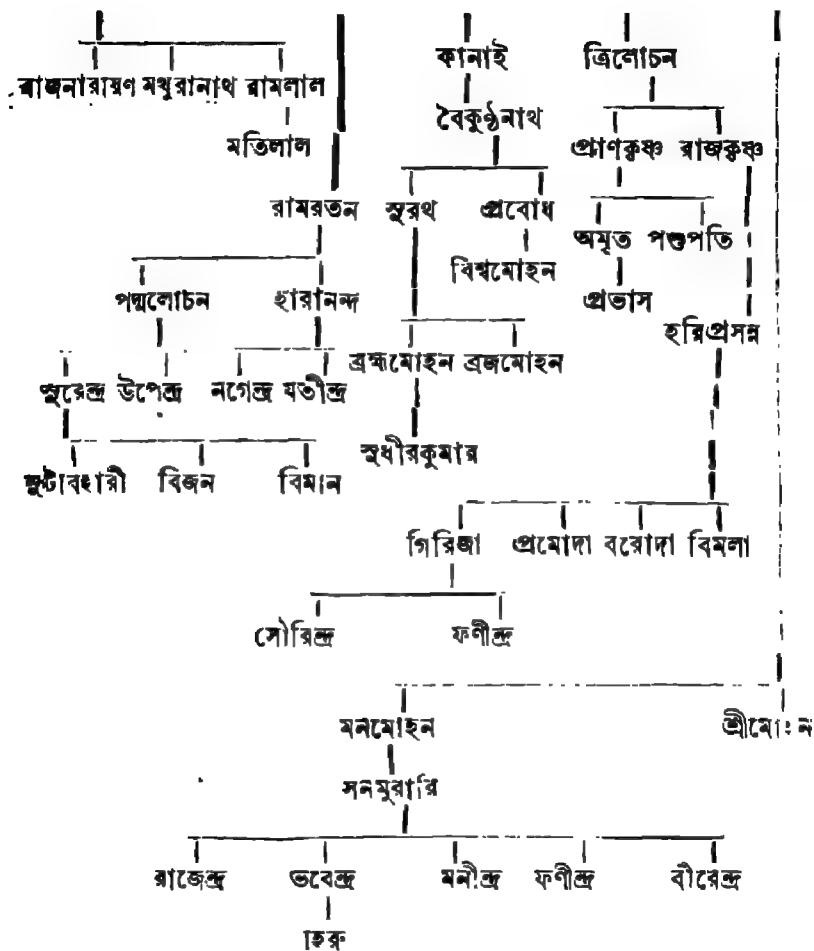 কানাই ত্রিলোচন
রাজনারায়ণ মথুরানাথ রামলাল
বৈকুণ্ঠনাথ
মতিলাল প্রাণকৃষ্ণ রাজকৃষ্ণ
রামরতন সুরথ প্রবোধ
অমৃত পশুপতি
বিশ্বমোহন
পদ্মলোচন হারানন্দ প্রভাস
হরিপ্রসন্ন
ব্রহ্মমোহন ব্রজমোহন
সুরেন্দ্র উপেন্দ্র নগেন্দ্র যতীন্দ্র
সুধীরকুমার
বিজন বিমান
গিরিজা প্রমোদা বরোদা বিমলা
সৌরিন্দ্র ফণীন্দ্র
মনমোহন শ্রীমোহন
সনমুরারি
রাজেন্দ্র ভবেন্দ্র মনীন্দ্র ফণীন্দ্র বীরেন্দ্র
হিরু